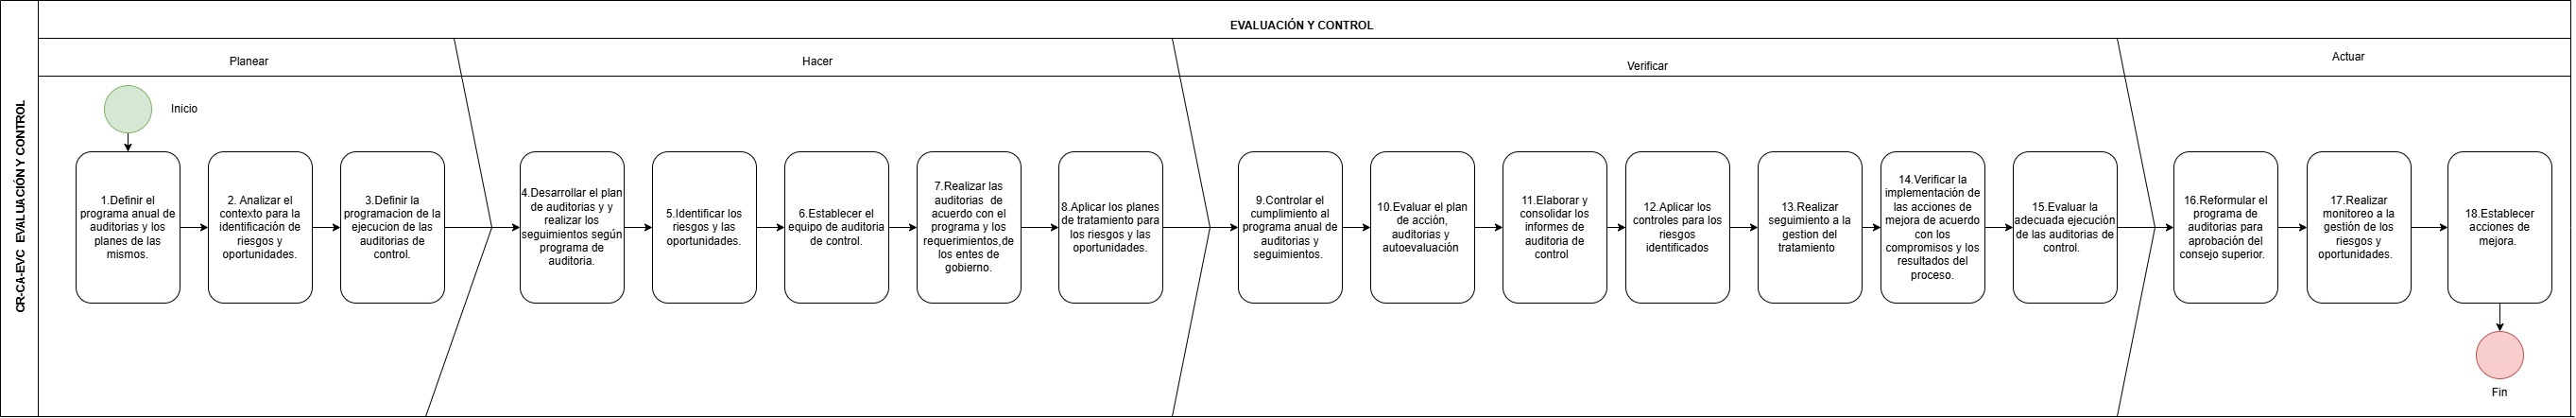 EVALUACIÓN Y CONTROL
CR-CA-EVC EVALUACIÓN Y CONTROL
Planear
Hacer
Verificar
Actuar
Inicio
1.Definir el
programa anual de
auditorias y los
planes de las
mismos.
2. Analizar el
contexto para la
identificación de
riesgos y
oportunidades.
3.Definir la
programacion de la
ejecucion de las
auditorias de
control.
4.Desarrollar el plan
de auditorias y y
realizar los
seguimientos según
programa de
auditoria.
5.Identificar los
riesgos y las
oportunidades.
6.Establecer el
equipo de auditoria
de control.
7.Realizar las
auditorias de
acuerdo con el
programa y los
requerimientos,de
los entes de
gobierno.
8.Aplicar los planes
de tratamiento para
los riesgos y las
oportunidades.
9.Controlar el
cumplimiento al
programa anual de
auditorias y
seguimientos.
10.Evaluar el plan
de acción,
auditorias y
autoevaluación
11.Elaborar y
consolidar los
informes de
auditoria de
control
12.Aplicar los
controles para los
riesgos
identificados
13.Realizar
seguimiento a la
gestion del
tratamiento
14.Verificar la
implementación de
las acciones de
mejora de acuerdo
con los
compromisos y los
resultados del
proceso.
15.Evaluar la
adecuada ejecución
de las auditorias de
control.
16.Reformular el
programa de
auditorias para
aprobación del
consejo superior.
17.Realizar
monitoreo a la
gestión de los
riesgos y
oportunidades.
18.Establecer
acciones de
mejora.
Fin